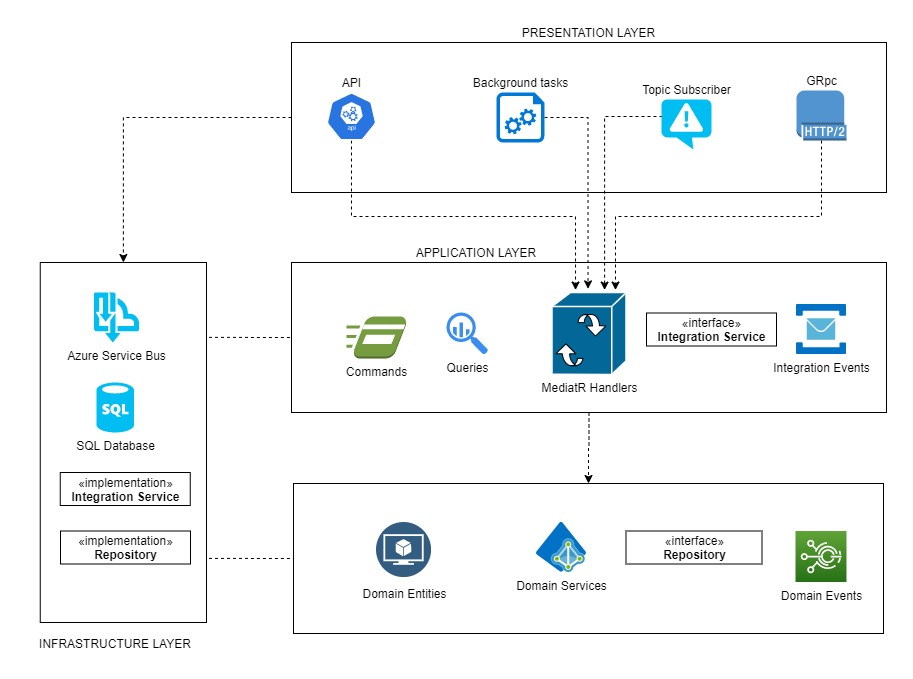 PRESENTATION LAYER
API
api
Background tasks
Topic Subscriber
GRpc
HTTP/2
APPLICATION LAYER
Commands
Queries
MediatR Handlers
«interface»
Integration Service
Integration Events
Azure Service Bus
SQL
SQL Database
«implementation»
Integration Service
«implementation»
Repository
INFRASTRUCTURE LAYER
Domain Entities
Domain Services
«interface»
Repository
Domain Events